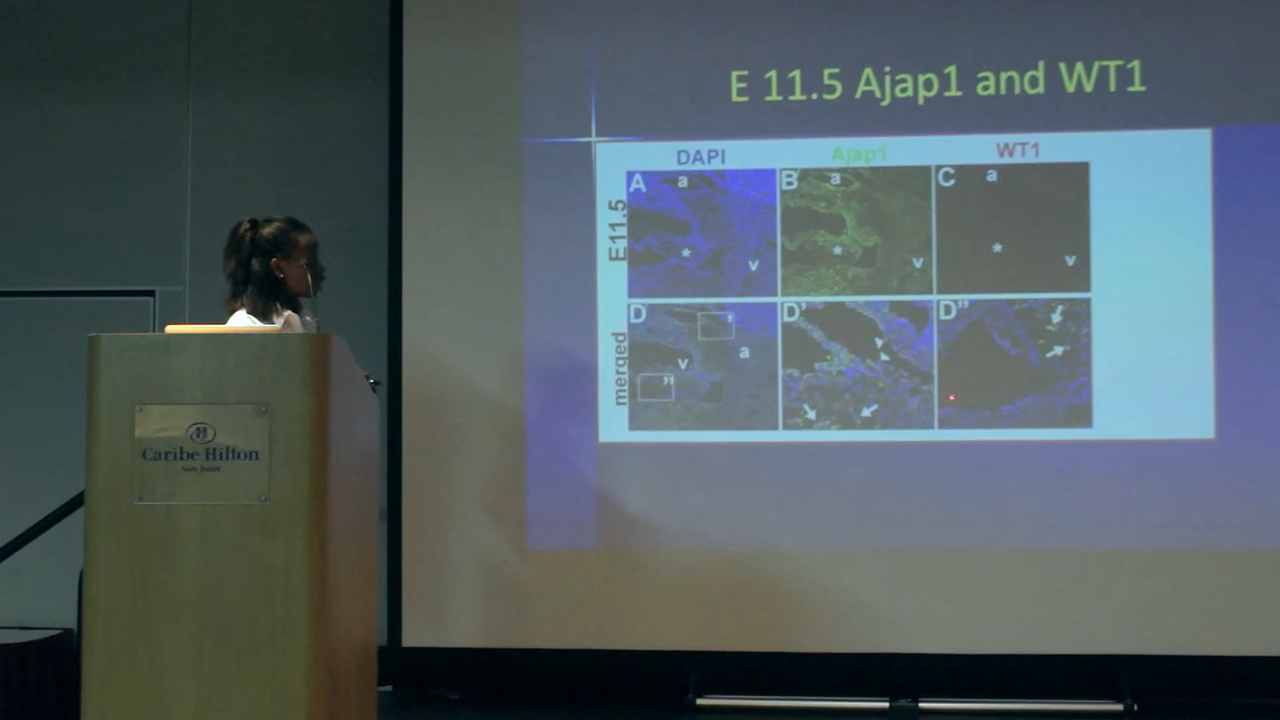 E 11.5 Ajap1 and WT1
DAPI Ajap1 WT1
E11.5
A a * v
B a * v
C a * v
merged
D ' v a "
D'
D"
H
Caribe Hilton
SAN JUAN